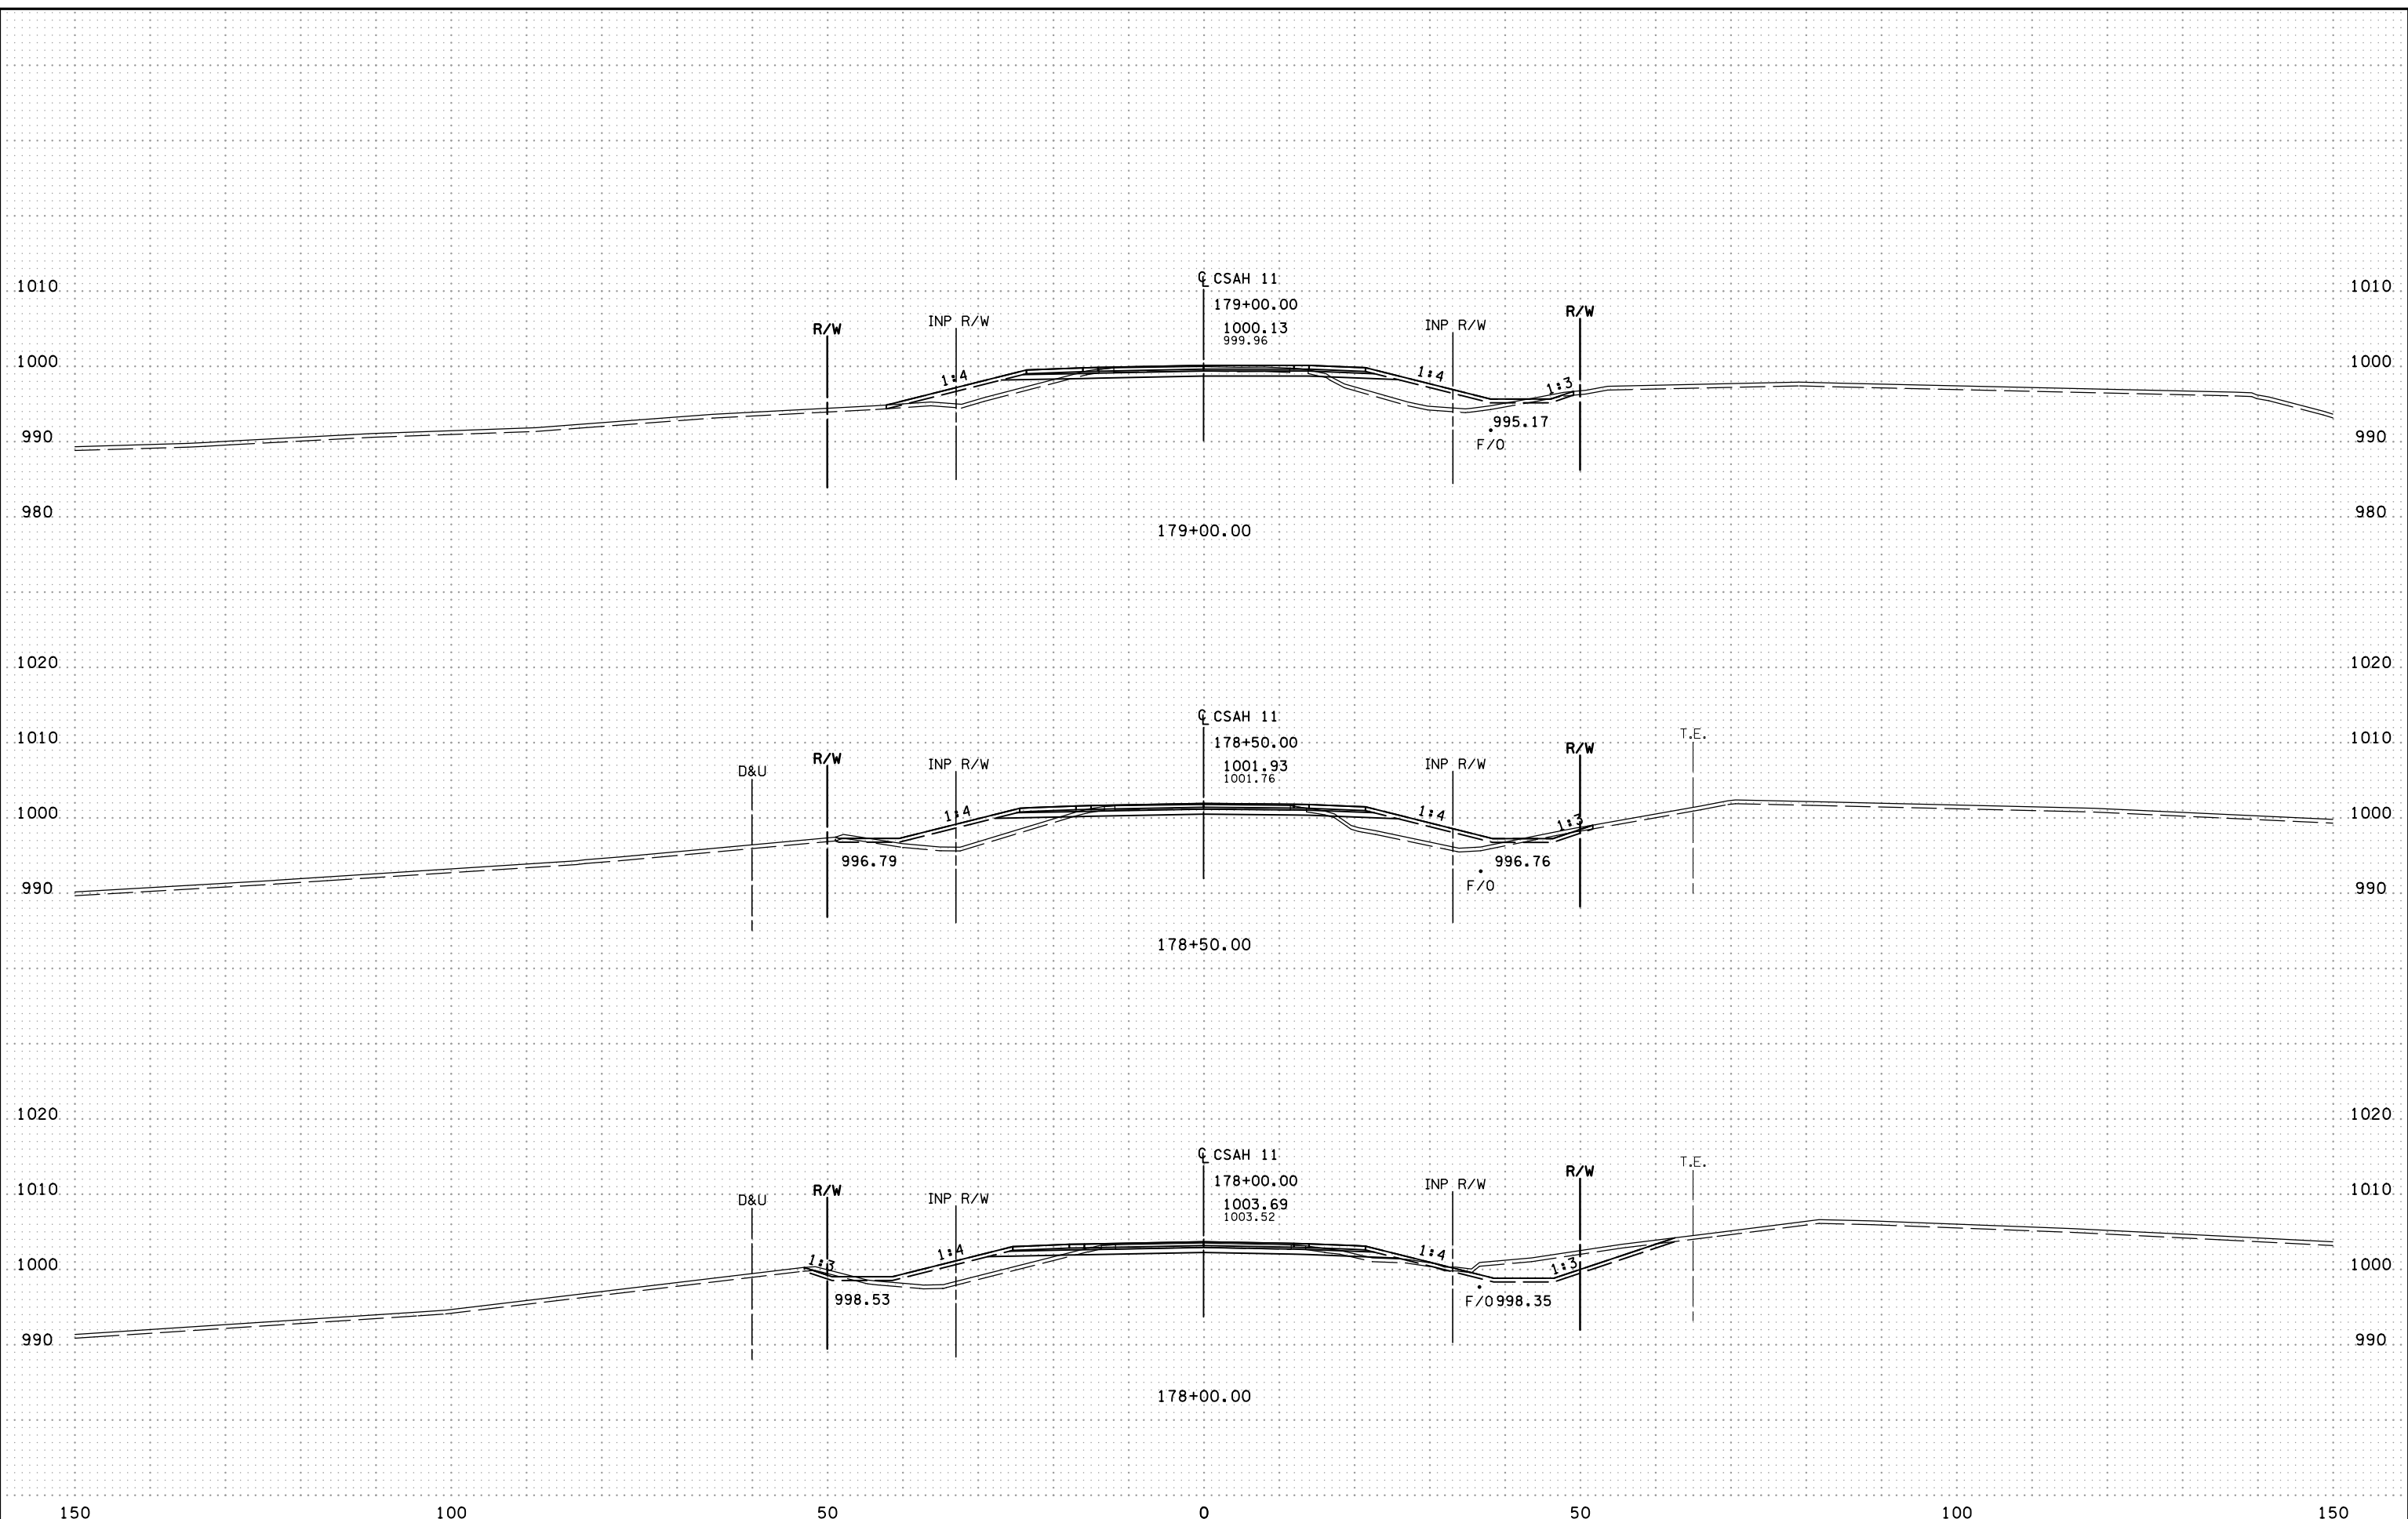 ℄ CSAH 11
1010 179+00.00 1010
R/W INP R/W 1000.13 INP R/W R/W
999.96
1000 1000
1:4 1:4 1:3
995.17
990 F/O 990
980 980
179+00.00
1020 1020
℄ CSAH 11
1010 178+50.00 T.E. 1010
D&U R/W INP R/W 1001.93 INP R/W R/W
1001.76
1000 1:4 1:4 1:3 1000
996.79 996.76
990 F/O 990
178+50.00
1020 1020
℄ CSAH 11
1010 178+00.00 T.E. 1010
D&U R/W INP R/W 1003.69 INP R/W R/W
1003.52
1000 1:3 1:4 1:4 1:3 1000
998.53 F/O 998.35
990 990
178+00.00
150 100 50 0 50 100 150